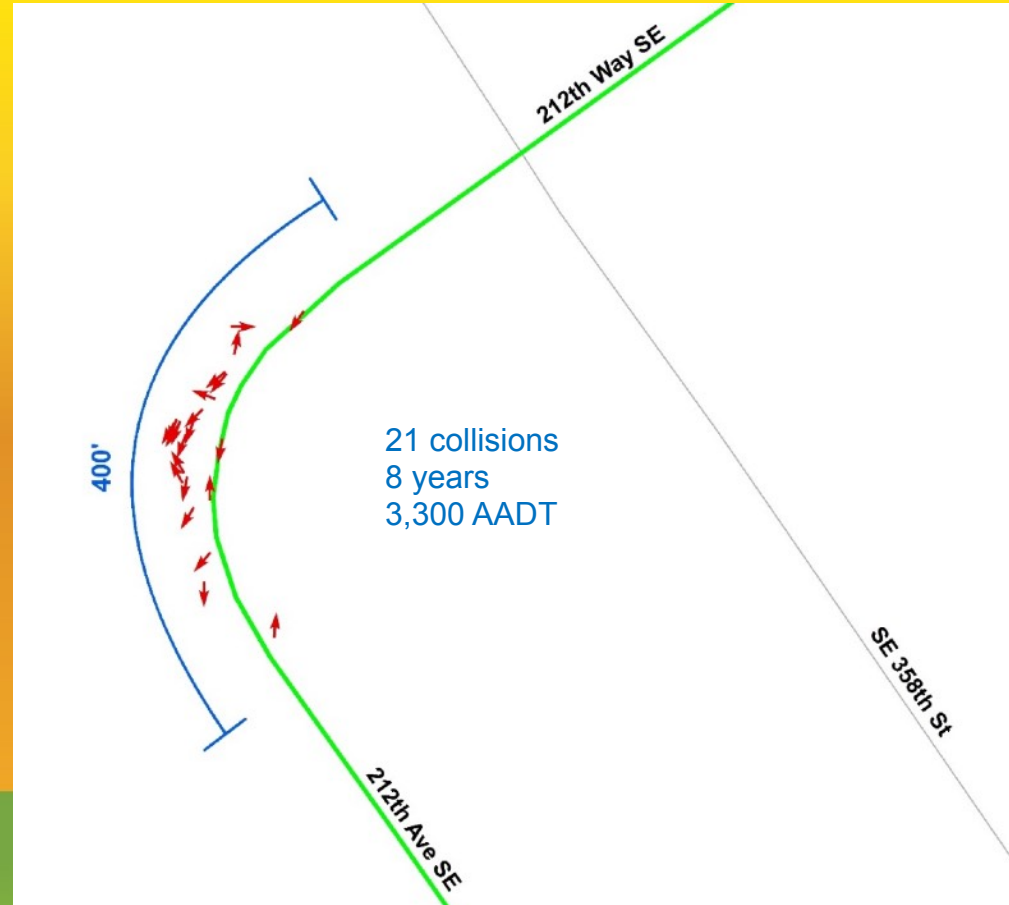 212th Way SE
400'
21 collisions
8 years
3,300 AADT
SE 358th St
212th Ave SE